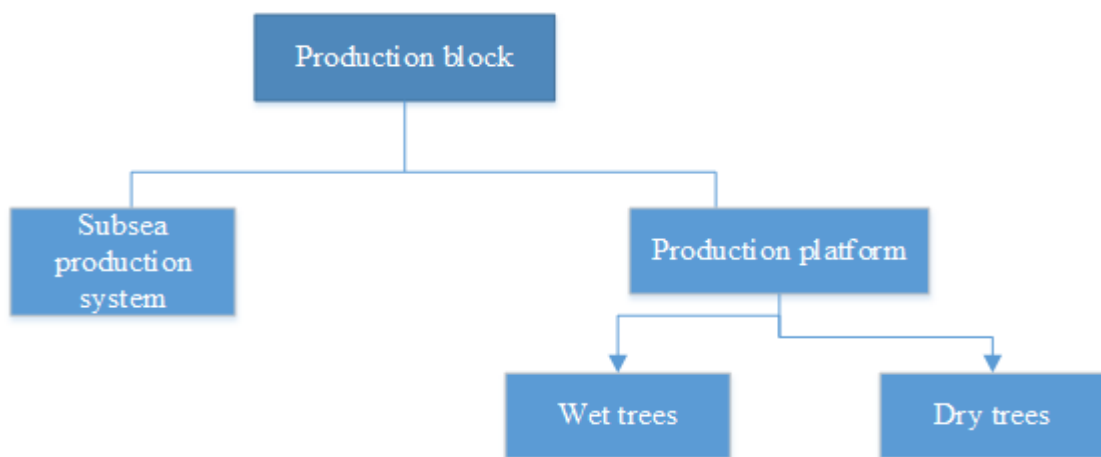 Production block
Subsea
production
system
Production platform
Wet trees
Dry trees